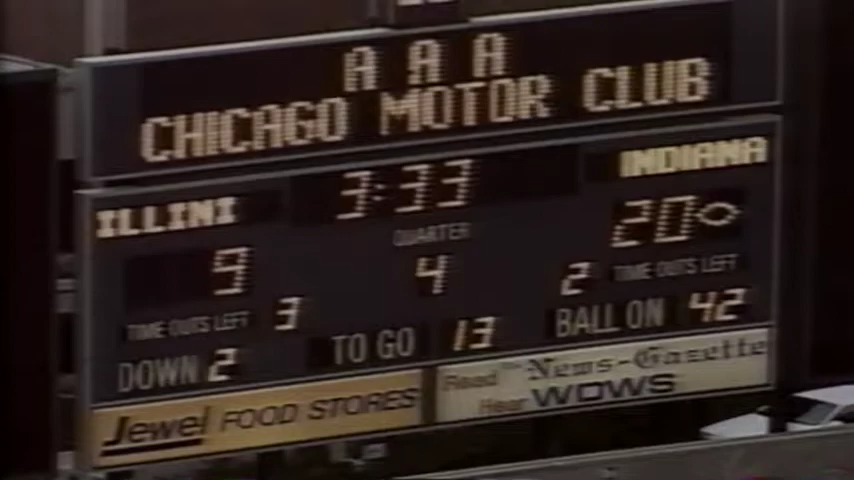 A A A
CHICAGO MOTOR CLUB
ILLINI 3:33 INDIANA
9 QUARTER 20
4
TIME OUTS LEFT 3 2 TIME OUTS LEFT
DOWN 2 TO GO 13 BALL ON 42
Jewel FOOD STORES
Read The News-Gazette
Hear WDWS